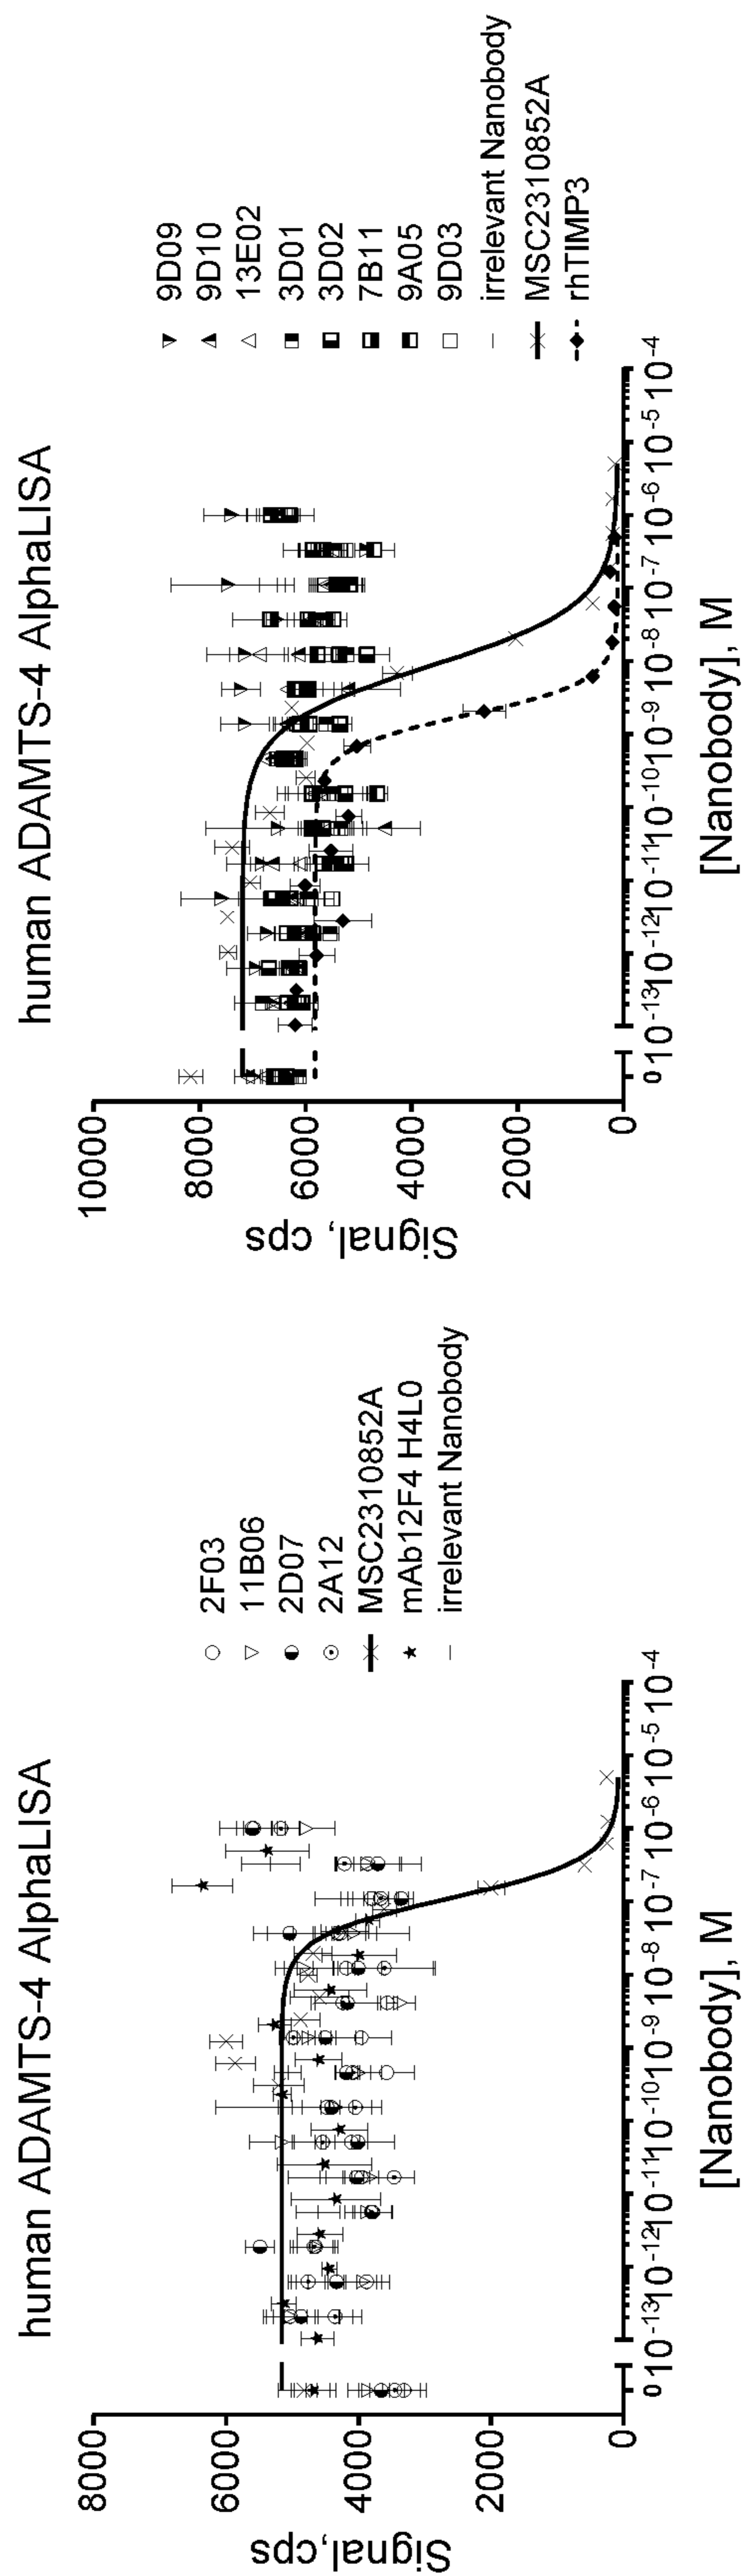 human ADAMTS-4 AlphaLISA
8000
6000
4000
2000
0
Signal,cps
0
10-13
10-12
10-11
10-10
10-9
10-8
10-7
10-6
10-5
10-4
[Nanobody], M
2F03
11B06
2D07
2A12
MSC2310852A
mAb12F4 H4L0
irrelevant Nanobody
human ADAMTS-4 AlphaLISA
10000
8000
6000
4000
2000
0
Signal, cps
0
10-13
10-12
10-11
10-10
10-9
10-8
10-7
10-6
10-5
10-4
[Nanobody], M
9D09
9D10
13E02
3D01
3D02
7B11
9A05
9D03
irrelevant Nanobody
MSC2310852A
rhTIMP3